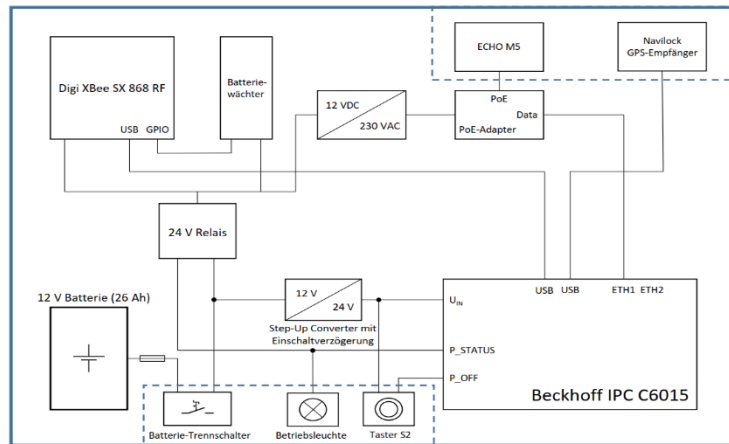 ECHO M5
Navilock
GPS-Empfänger
Digi XBee SX 868 RF
Batterie-
wächter
USB GPIO
12 VDC
230 VAC
PoE
Data
PoE-Adapter
24 V Relais
12 V Batterie (26 Ah)
12 V
24 V
Step-Up Converter mit
Einschaltverzögerung
USB USB ETH1 ETH2
UIN
P_STATUS
P_OFF
Beckhoff IPC C6015
Batterie-Trennschalter
Betriebsleuchte
Taster S2